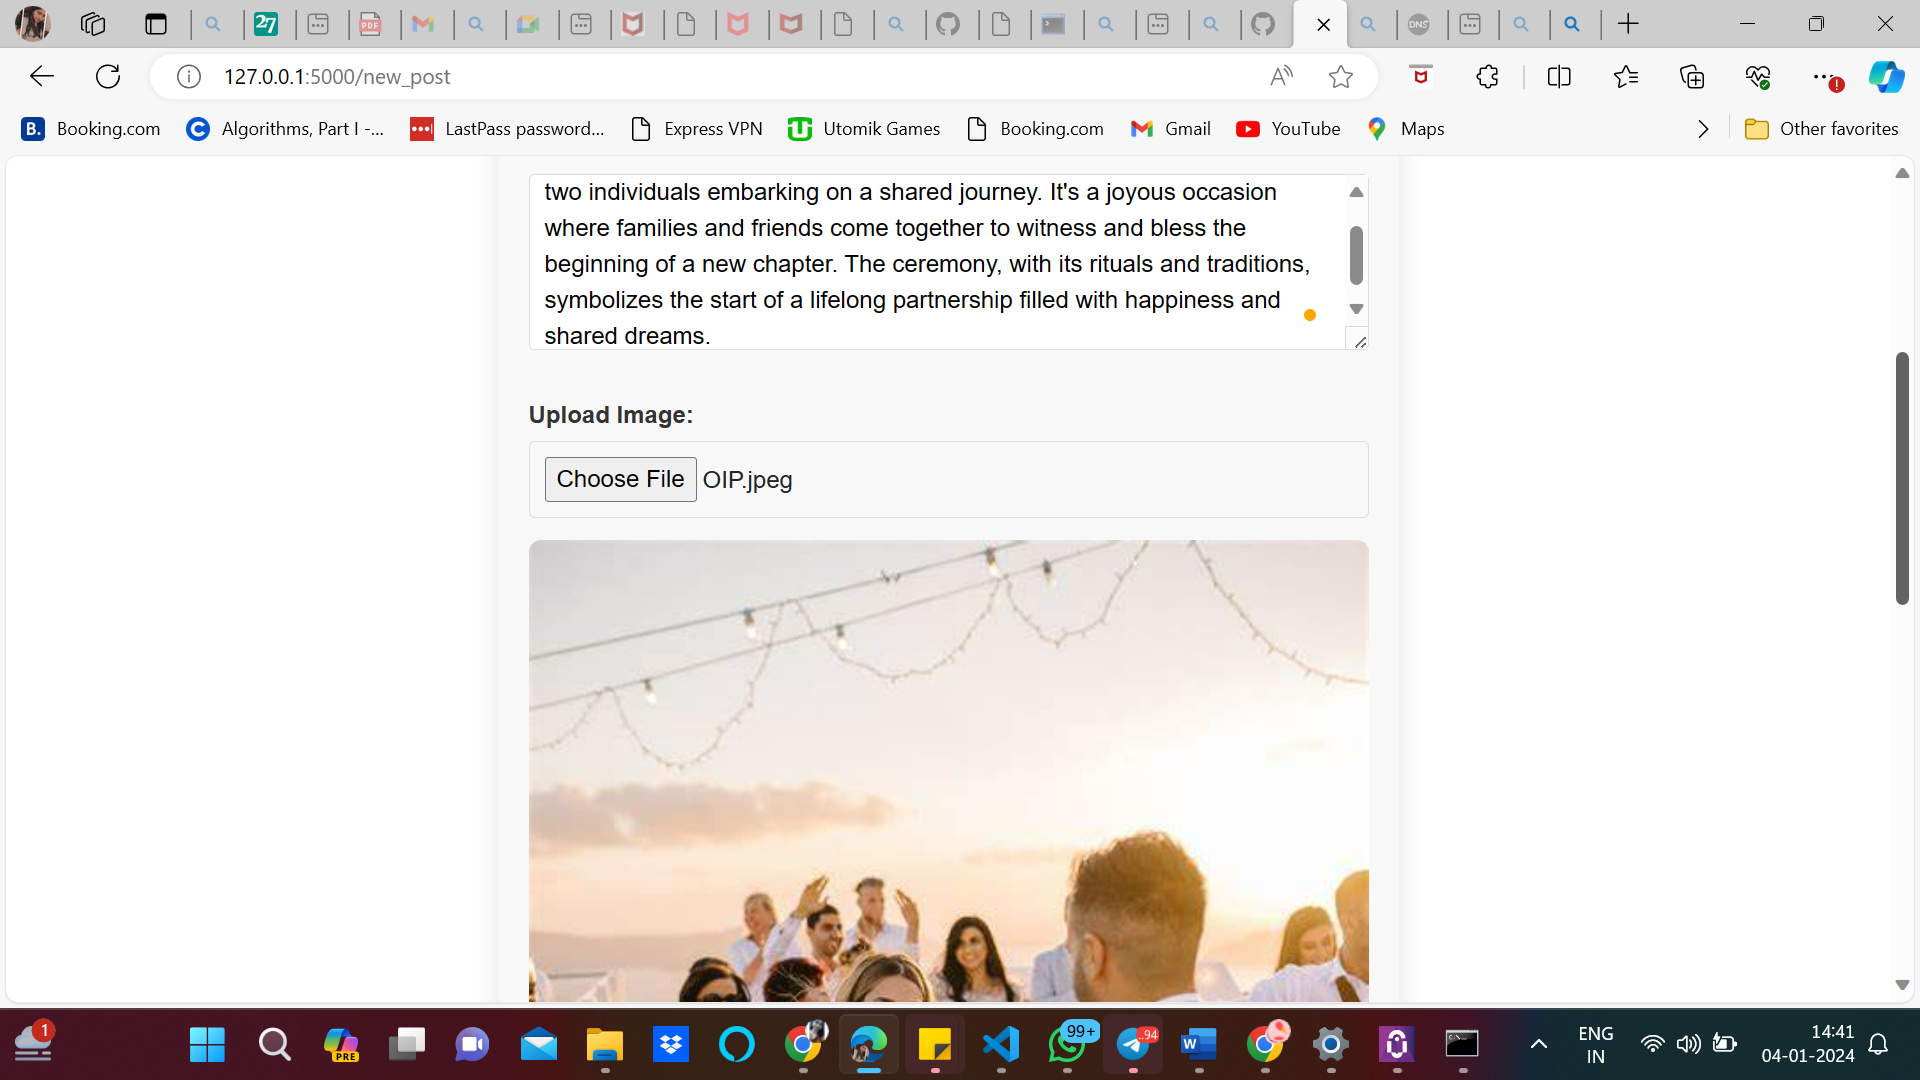 27
PDF
DNS
127.0.0.1:5000/new_post
A
!
B. Booking.com
C Algorithms, Part I -...
LastPass password...
Express VPN
Utomik Games
Booking.com
Gmail
YouTube
Maps
Other favorites
two individuals embarking on a shared journey. It's a joyous occasion
where families and friends come together to witness and bless the
beginning of a new chapter. The ceremony, with its rituals and traditions,
symbolizes the start of a lifelong partnership filled with happiness and
shared dreams.
Upload Image:
Choose File OIP.jpeg
1
PRE
99+
..94
W
C:\
ENG
IN
14:41
04-01-2024